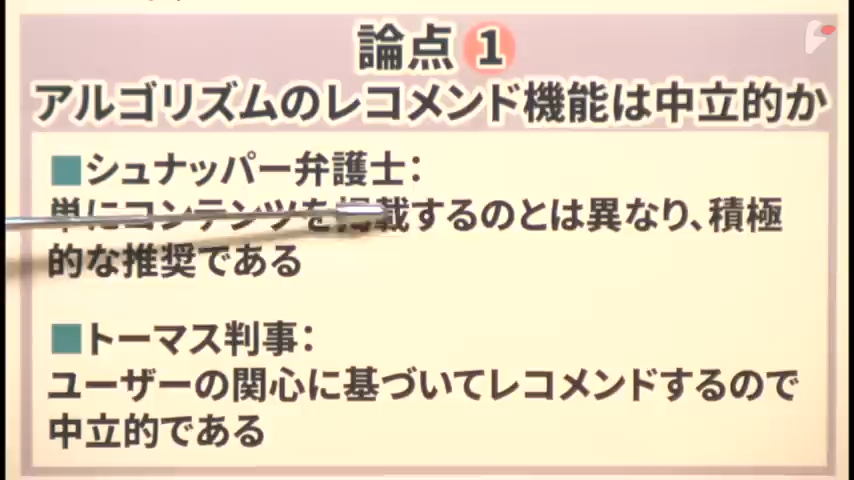 論点 1
アルゴリズムのレコメンド機能は中立的か
■シュナッパー弁護士：
単にコンテンツを掲載するのとは異なり、積極
的な推奨である
■トーマス判事：
ユーザーの関心に基づいてレコメンドするので
中立的である